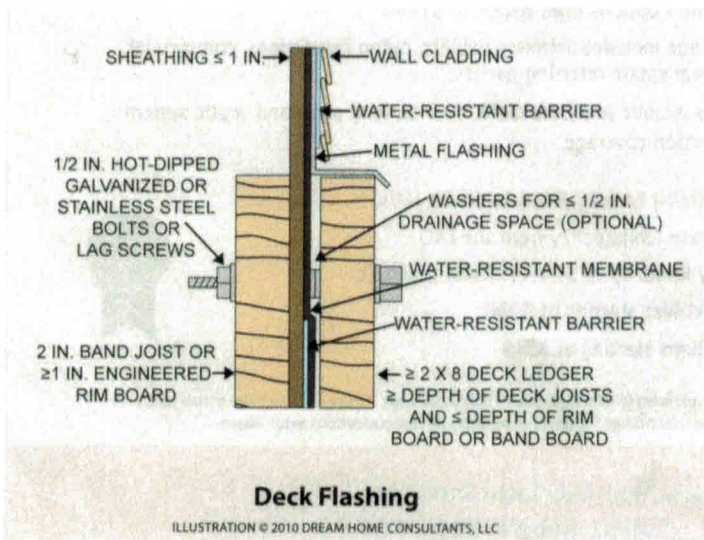 SHEATHING ≤ 1 IN.
WALL CLADDING
WATER-RESISTANT BARRIER
METAL FLASHING
1/2 IN. HOT-DIPPED
GALVANIZED OR
STAINLESS STEEL
BOLTS OR
LAG SCREWS
WASHERS FOR ≤ 1/2 IN.
DRAINAGE SPACE (OPTIONAL)
WATER-RESISTANT MEMBRANE
WATER-RESISTANT BARRIER
2 IN. BAND JOIST OR
≥1 IN. ENGINEERED
RIM BOARD
≥ 2 X 8 DECK LEDGER
≥ DEPTH OF DECK JOISTS
AND ≤ DEPTH OF RIM
BOARD OR BAND BOARD
Deck Flashing
ILLUSTRATION © 2010 DREAM HOME CONSULTANTS, LLC